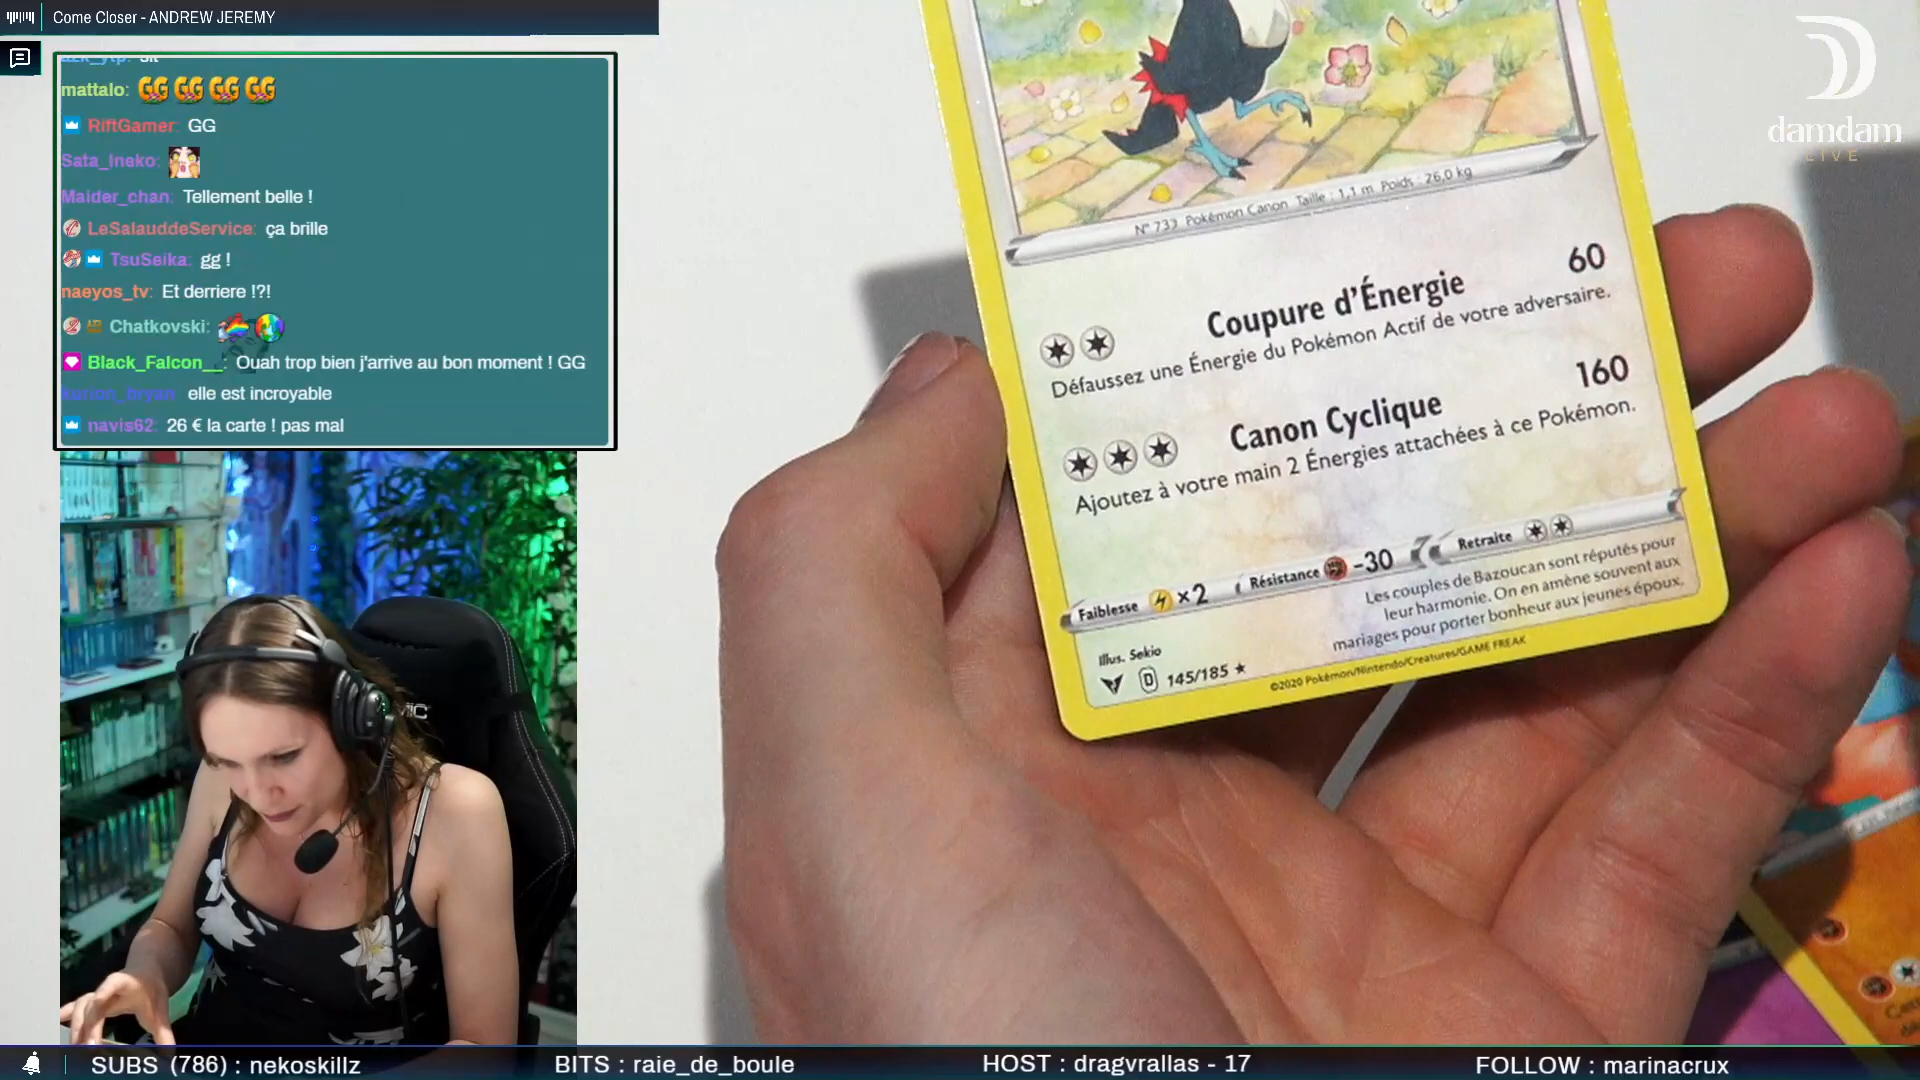 Come Closer - ANDREW JEREMY
mattalo: GG GG GG GG
RiftGamer: GG
Sata_Ineko:
Maider_chan: Tellement belle !
LeSalauddeService: ça brille
TsuSeika: gg !
naeyos_tv: Et derriere !?!
Chatkovski:
Black_Falcon__: Ouah trop bien j'arrive au bon moment ! GG
kurion_bryan elle est incroyable
navis62: 26 € la carte ! pas mal
damdam
LIVE
N° 733 Pokémon Canon Taille : 1,1 m Poids : 26,0 kg
Coupure d'Énergie 60
Défaussez une Énergie du Pokémon Actif de votre adversaire.
Canon Cyclique 160
Ajoutez à votre main 2 Énergies attachées à ce Pokémon.
Faiblesse ×2 Résistance -30 Retraite
Les couples de Bazoucan sont réputés pour
leur harmonie. On en amène souvent aux
mariages pour porter bonheur aux jeunes époux.
Illus. Sekio
D 145/185 ★
©2020 Pokémon/Nintendo/Creatures/GAME FREAK
SUBS (786) : nekoskillz BITS : raie_de_boule HOST : dragvrallas - 17 FOLLOW : marinacrux